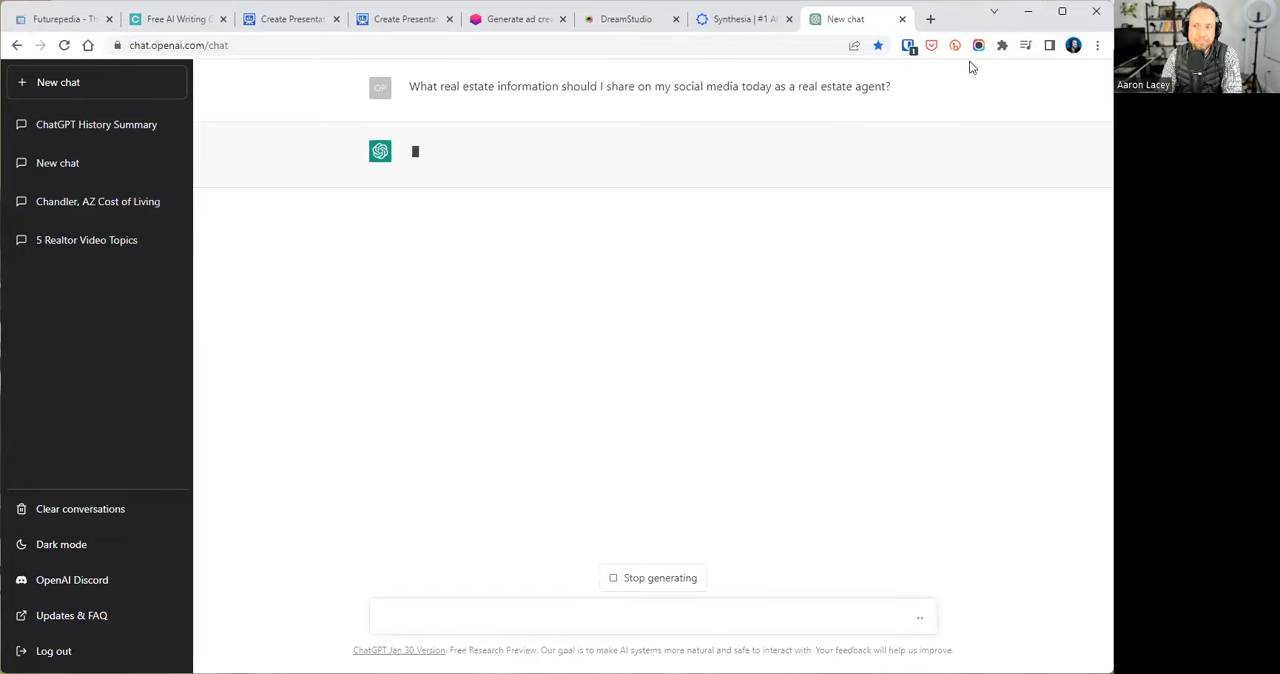 Futurepedia - Th
Free AI Writing
Create Presenta
Create Presenta
Generate ad crea
DreamStudio
Synthesia | #1 A
New chat
chat.openai.com/chat
1
Aaron Lacey
New chat
ChatGPT History Summary
New chat
Chandler, AZ Cost of Living
5 Realtor Video Topics
OP
What real estate information should I share on my social media today as a real estate agent?
Stop generating
Clear conversations
Dark mode
OpenAI Discord
Updates & FAQ
Log out
ChatGPT Jan 30 Version. Free Research Preview. Our goal is to make AI systems more natural and safe to interact with. Your feedback will help us improve.